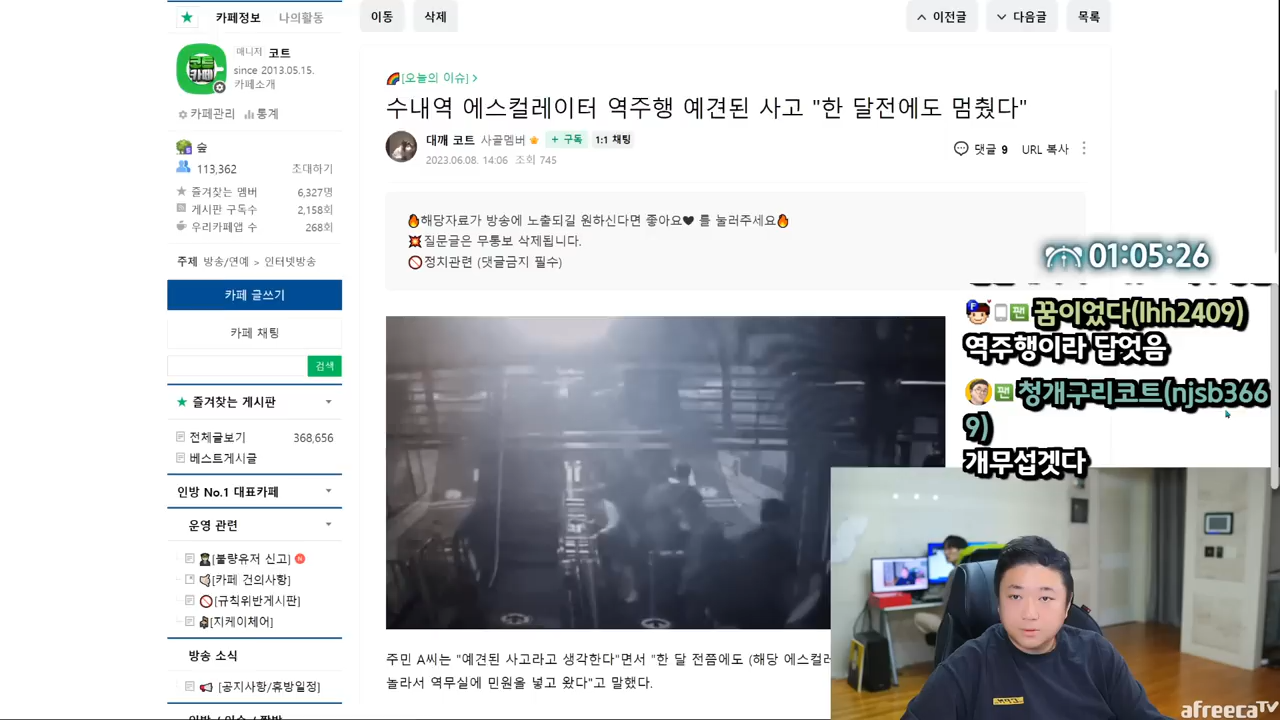 카페정보 나의활동
매니저 코트
since 2013.05.15.
카페소개
카페관리 통계
숲
113,362 초대하기
즐겨찾는 멤버 6,327명
게시판 구독수 2,158회
우리카페앱 수 268회
주제 방송/연예 > 인터넷방송
카페 글쓰기
카페 채팅
검색
즐겨찾는 게시판
전체글보기 368,656
베스트게시글
인방 No.1 대표카페
운영 관련
[불량유저 신고]
[카페 건의사항]
[규칙위반게시판]
[지케이체어]
방송 소식
[공지사항/휴방일정]
이동 삭제
이전글 다음글 목록
[오늘의 이슈] >
수내역 에스컬레이터 역주행 예견된 사고 "한 달전에도 멈췄다"
대깨 코트 사골멤버 + 구독 1:1 채팅
2023.06.08. 14:06 조회 745
댓글 9 URL 복사
🔥해당자료가 방송에 노출되길 원하신다면 좋아요♥ 를 눌러주세요🔥
💥질문글은 무통보 삭제됩니다.
🚫정치관련 (댓글금지 필수)
주민 A씨는 "예견된 사고라고 생각한다"면서 "한 달 전쯤에도 (해당 에스컬레
놀라서 역무실에 민원을 넣고 왔다"고 말했다.
01:05:26
팬 꿈이었다(lhh2409)
역주행이라 답엇음
팬 청개구리코트(njsb366
9)
개무섭겟다
afreecaTV